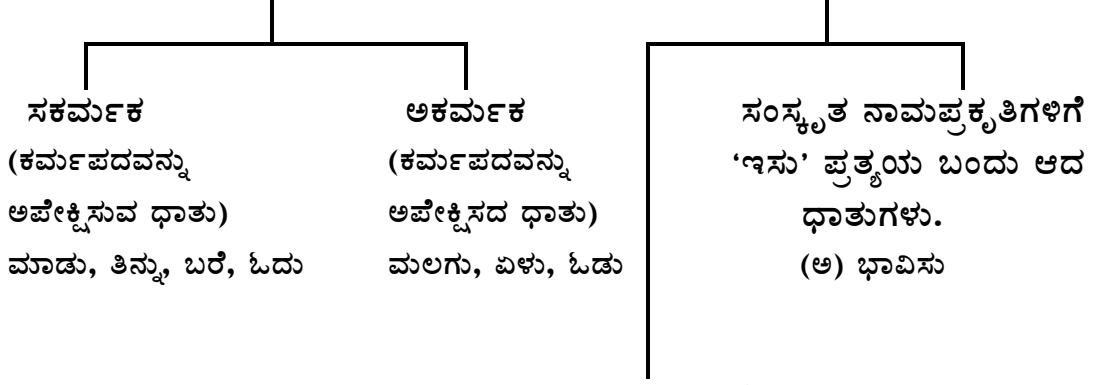 ಸಕರ್ಮಕ
(ಕರ್ಮಪದವನ್ನು
ಅಪೇಕ್ಷಿಸುವ ಧಾತು)
ಮಾಡು, ತಿನ್ನು, ಬರೆ, ಓದು
ಅಕರ್ಮಕ
(ಕರ್ಮಪದವನ್ನು
ಅಪೇಕ್ಷಿಸದ ಧಾತು)
ಮಲಗು, ಏಳು, ಓಡು
ಸಂಸ್ಕೃತ ನಾಮಪ್ರಕೃತಿಗಳಿಗೆ
‘ಇಸು’ ಪ್ರತ್ಯಯ ಬಂದು ಆದ
ಧಾತುಗಳು.
(ಅ) ಭಾವಿಸು